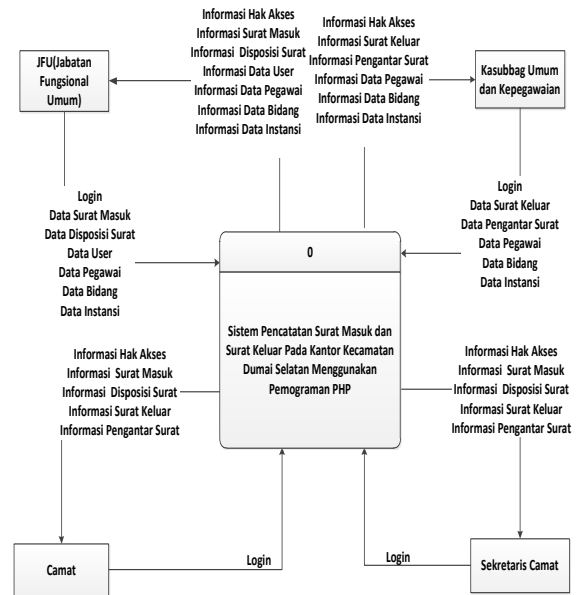 Informasi Hak Akses
Informasi Surat Masuk
Informasi  Disposisi Surat
Informasi Data User
Informasi Data Pegawai
Informasi Data Bidang
Informasi Data Instansi
Informasi Hak Akses
Informasi Surat Keluar
Informasi Pengantar Surat
Informasi Data Pegawai
Informasi Data Bidang
Informasi Data Instansi
JFU(Jabatan
Fungsional
Umum)
Kasubbag Umum
dan Kepegawaian
Login
Data Surat Masuk
Data Disposisi Surat
Data User
Data Pegawai
Data Bidang
Data Instansi
Login
Data Surat Keluar
Data Pengantar Surat
Data Pegawai
Data Bidang
Data Instansi
0
Sistem Pencatatan Surat Masuk dan
Surat Keluar Pada Kantor Kecamatan
Dumai Selatan Menggunakan
Pemograman PHP
Informasi Hak Akses
Informasi  Surat Masuk
Informasi  Disposisi Surat
Informasi Surat Keluar
Informasi Pengantar Surat
Informasi Hak Akses
Informasi  Surat Masuk
Informasi  Disposisi Surat
Informasi Surat Keluar
Informasi Pengantar Surat
Camat
Login
Login
Sekretaris Camat